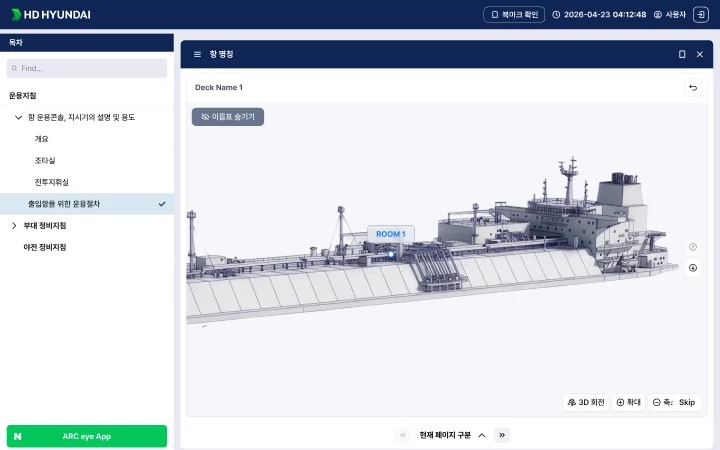 HD HYUNDAI
북마크 확인
2026-04-23 04:12:48
사용자
목차
Find...
운용지침
함 운용콘솔, 지시기의 설명 및 용도
개요
조타실
전투지휘실
출입항을 위한 운용절차
부대 정비지침
야전 정비지침
N ARC eye App
함 명칭
Deck Name 1
이름표 숨기기
ROOM 1
3D 회전
확대
Skip
현재 페이지 구분